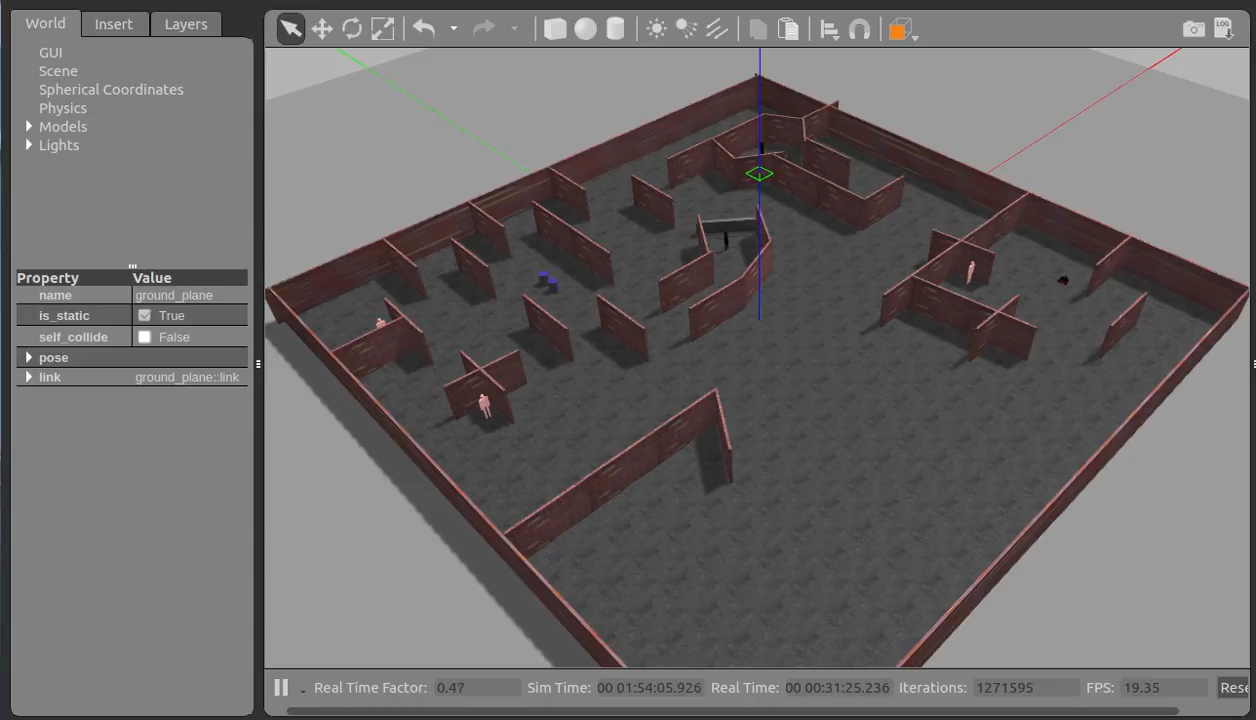 World Insert Layers
LOG
GUI
Scene
Spherical Coordinates
Physics
Models
Lights
Property Value
name ground_plane
is_static True
self_collide False
pose
link ground_plane::link
Real Time Factor: 0.47 Sim Time: 00 01:54:05.926 Real Time: 00 00:31:25.236 Iterations: 1271595 FPS: 19.35 Rese